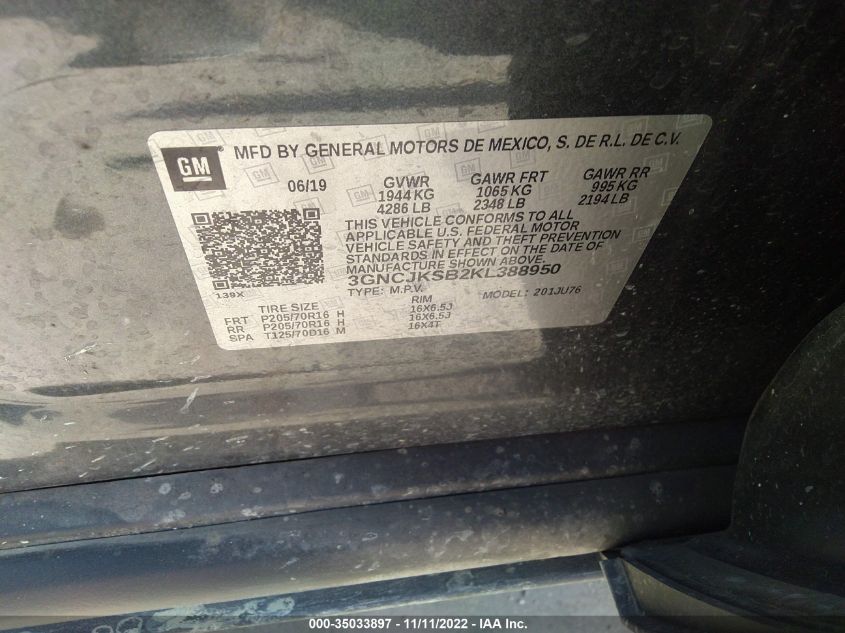 GM MFD BY GENERAL MOTORS DE MEXICO, S. DE R.L. DE C.V.
06/19 GVWR GAWR FRT GAWR RR
1944 KG 1065 KG 995 KG
4286 LB 2348 LB 2194 LB
THIS VEHICLE CONFORMS TO ALL
APPLICABLE U.S. FEDERAL MOTOR
VEHICLE SAFETY AND THEFT PREVENTION
STANDARDS IN EFFECT ON THE DATE OF
MANUFACTURE SHOWN ABOVE.
3GNCJKSB2KL388950
139X TYPE: M.P.V. MODEL: 201JU76
TIRE SIZE RIM
FRT P205/70R16 H 16X6.5J
RR P205/70R16 H 16X6.5J
SPA T125/70D16 M 16X4T
000-35033897 - 11/11/2022 - IAA Inc.